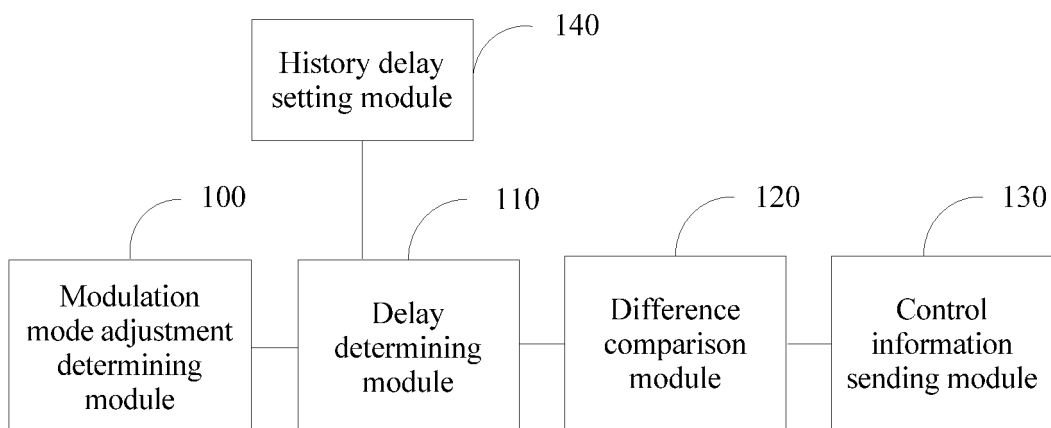 140
History delay
setting module
100
110
120
130
Modulation
mode adjustment
determining
module
Delay
determining
module
Difference
comparison
module
Control
information
sending module